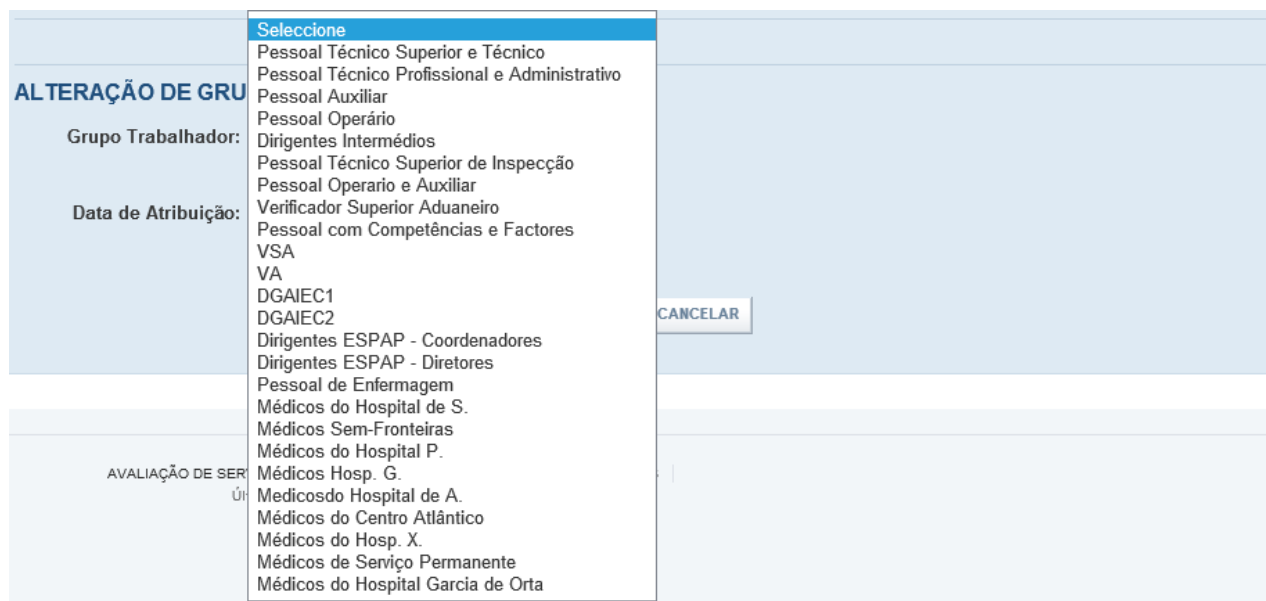 Seleccione
Pessoal Técnico Superior e Técnico
Pessoal Técnico Profissional e Administrativo
ALTERAÇÃO DE GRU
Pessoal Auxiliar
Pessoal Operário
Grupo Trabalhador:
Dirigentes Intermédios
Pessoal Técnico Superior de Inspecção
Pessoal Operario e Auxiliar
Data de Atribuição:
Verificador Superior Aduaneiro
Pessoal com Competências e Factores
VSA
VA
DGAIEC1
DGAIEC2
CANCELAR
Dirigentes ESPAP - Coordenadores
Dirigentes ESPAP - Diretores
Pessoal de Enfermagem
Médicos do Hospital de S.
Médicos Sem-Fronteiras
Médicos do Hospital P.
AVALIAÇÃO DE SER
Médicos Hosp. G.
Medicosdo Hospital de A.
Médicos do Centro Atlântico
Médicos do Hosp. X.
Médicos de Serviço Permanente
Médicos do Hospital Garcia de Orta